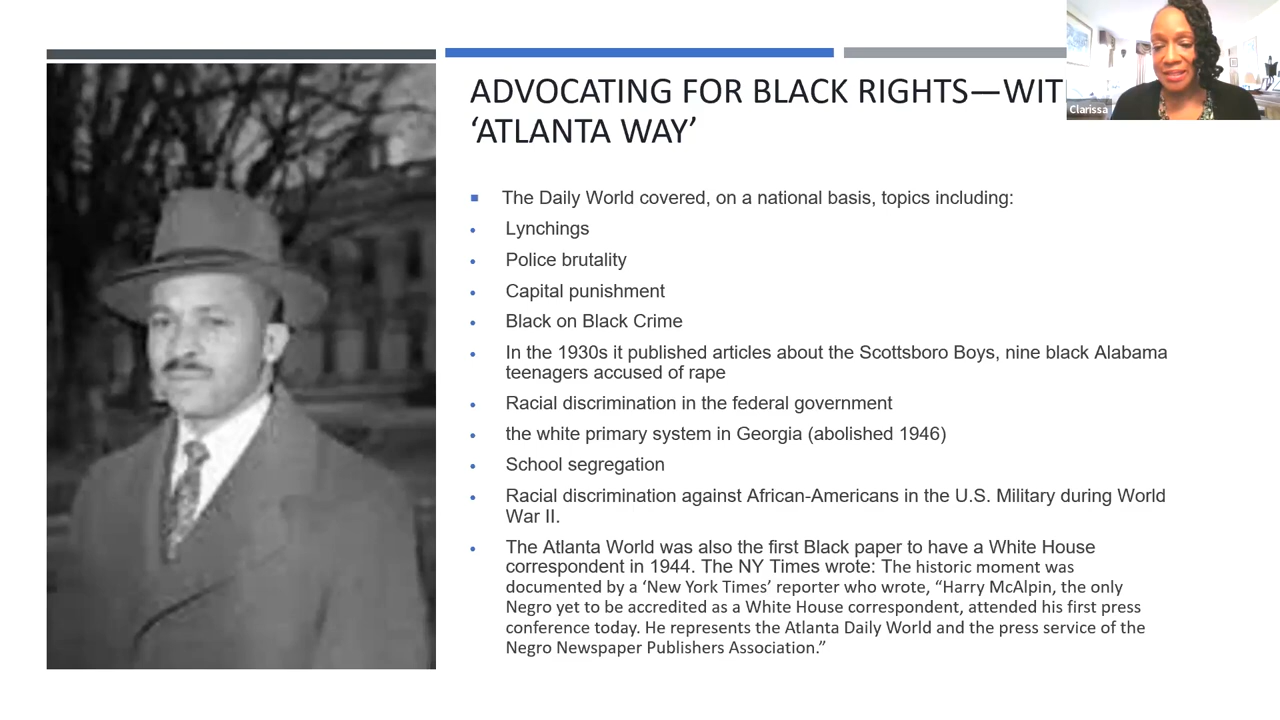 ADVOCATING FOR BLACK RIGHTS—WIT
‘ATLANTA WAY’
Clarissa
The Daily World covered, on a national basis, topics including:
Lynchings
Police brutality
Capital punishment
Black on Black Crime
In the 1930s it published articles about the Scottsboro Boys, nine black Alabama
teenagers accused of rape
Racial discrimination in the federal government
the white primary system in Georgia (abolished 1946)
School segregation
Racial discrimination against African-Americans in the U.S. Military during World
War II.
The Atlanta World was also the first Black paper to have a White House
correspondent in 1944. The NY Times wrote: The historic moment was
documented by a ‘New York Times’ reporter who wrote, “Harry McAlpin, the only
Negro yet to be accredited as a White House correspondent, attended his first press
conference today. He represents the Atlanta Daily World and the press service of the
Negro Newspaper Publishers Association.”